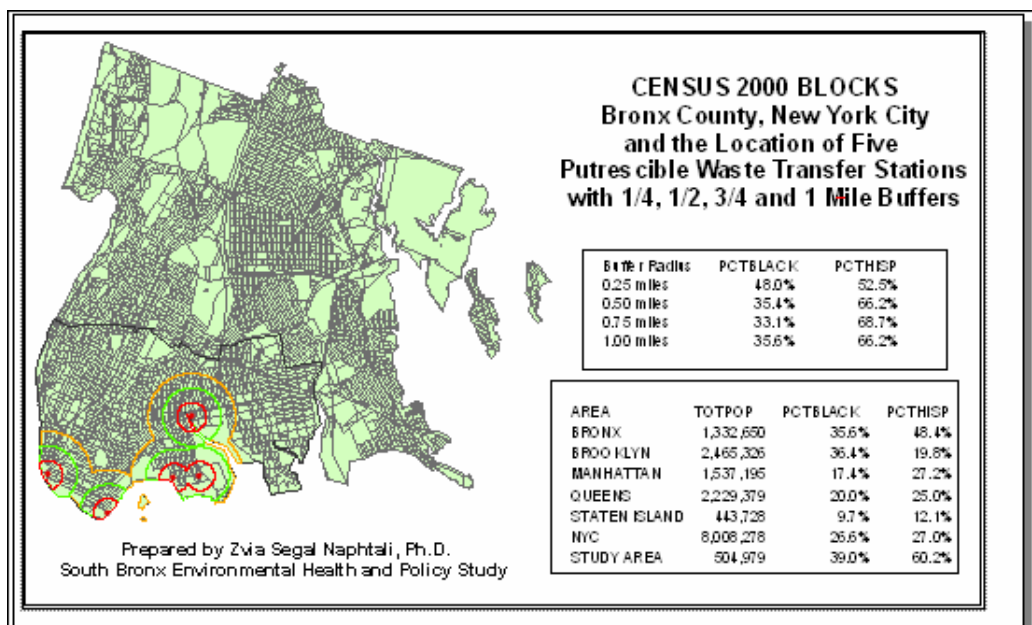 CENSUS 2000 BLOCKS
Bronx County, New York City
and the Location of Five
Putrescible Waste Transfer Stations
with 1/4, 1/2, 3/4 and 1 Mile Buffers
Buffer Radius PCTBLACK PCTHISP
0.25 miles 48.0% 52.5%
0.50 miles 35.4% 66.2%
0.75 miles 33.1% 68.7%
1.00 miles 35.6% 66.2%
AREA TOTPOP PCTBLACK PCTHISP
BRONX 1,332,650 35.6% 48.4%
BROOKLYN 2,465,326 36.4% 19.8%
MANHATTAN 1,537,195 17.4% 27.2%
QUEENS 2,229,379 20.0% 25.0%
STATEN ISLAND 443,728 9.7% 12.1%
NYC 8,008,278 26.6% 27.0%
STUDY AREA 504,979 39.0% 60.2%
Prepared by Zvia Segal Naphtali, Ph.D.
South Bronx Environmental Health and Policy Study